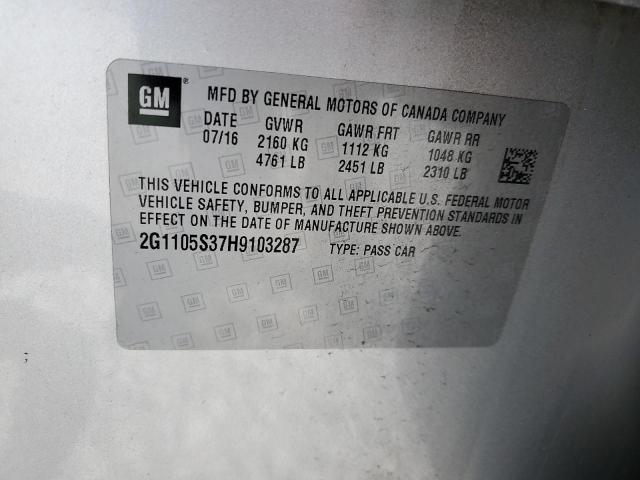 GM ® MFD BY GENERAL MOTORS OF CANADA COMPANY
DATE GVWR GAWR FRT GAWR RR
07/16 2160 KG 1112 KG 1048 KG
4761 LB 2451 LB 2310 LB
THIS VEHICLE CONFORMS TO ALL APPLICABLE U.S. FEDERAL MOTOR
VEHICLE SAFETY, BUMPER, AND THEFT PREVENTION STANDARDS IN
EFFECT ON THE DATE OF MANUFACTURE SHOWN ABOVE.
2G1105S37H9103287 TYPE: PASS CAR